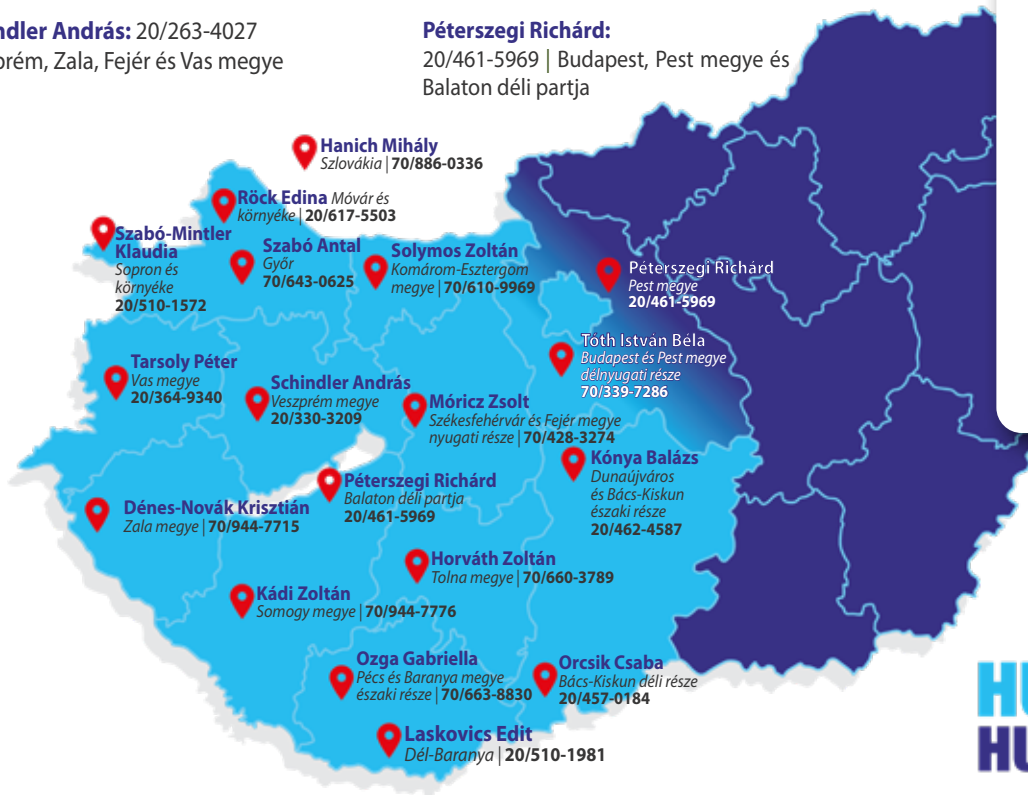 ndler András: 20/263-4027
prém, Zala, Fejér és Vas megye
Péterszegi Richárd:
20/461-5969 | Budapest, Pest megye és
Balaton déli partja
Hanich Mihály
Szlovákia | 70/886-0336
Röck Edina Móvár és
környéke | 20/617-5503
Szabó-Mintler
Klaudia
Sopron és
környéke
20/510-1572
Szabó Antal
Győr
70/643-0625
Solymos Zoltán
Komárom-Esztergom
megye | 70/610-9969
Péterszegi Richárd
Pest megye
20/461-5969
Tóth István Béla
Budapest és Pest megye
délnyugati része
70/339-7286
Tarsoly Péter
Vas megye
20/364-9340
Schindler András
Veszprém megye
20/330-3209
Móricz Zsolt
Székesfehérvár és Fejér megye
nyugati része | 70/428-3274
Kónya Balázs
Dunaújváros
és Bács-Kiskun
északi része
20/462-4587
Péterszegi Richárd
Balaton déli partja
20/461-5969
Dénes-Novák Krisztián
Zala megye | 70/944-7715
Horváth Zoltán
Tolna megye | 70/660-3789
Kádi Zoltán
Somogy megye | 70/944-7776
Ozga Gabriella
Pécs és Baranya megye
északi része | 70/663-8830
Orcsik Csaba
Bács-Kiskun déli része
20/457-0184
Laskovics Edit
Dél-Baranya | 20/510-1981